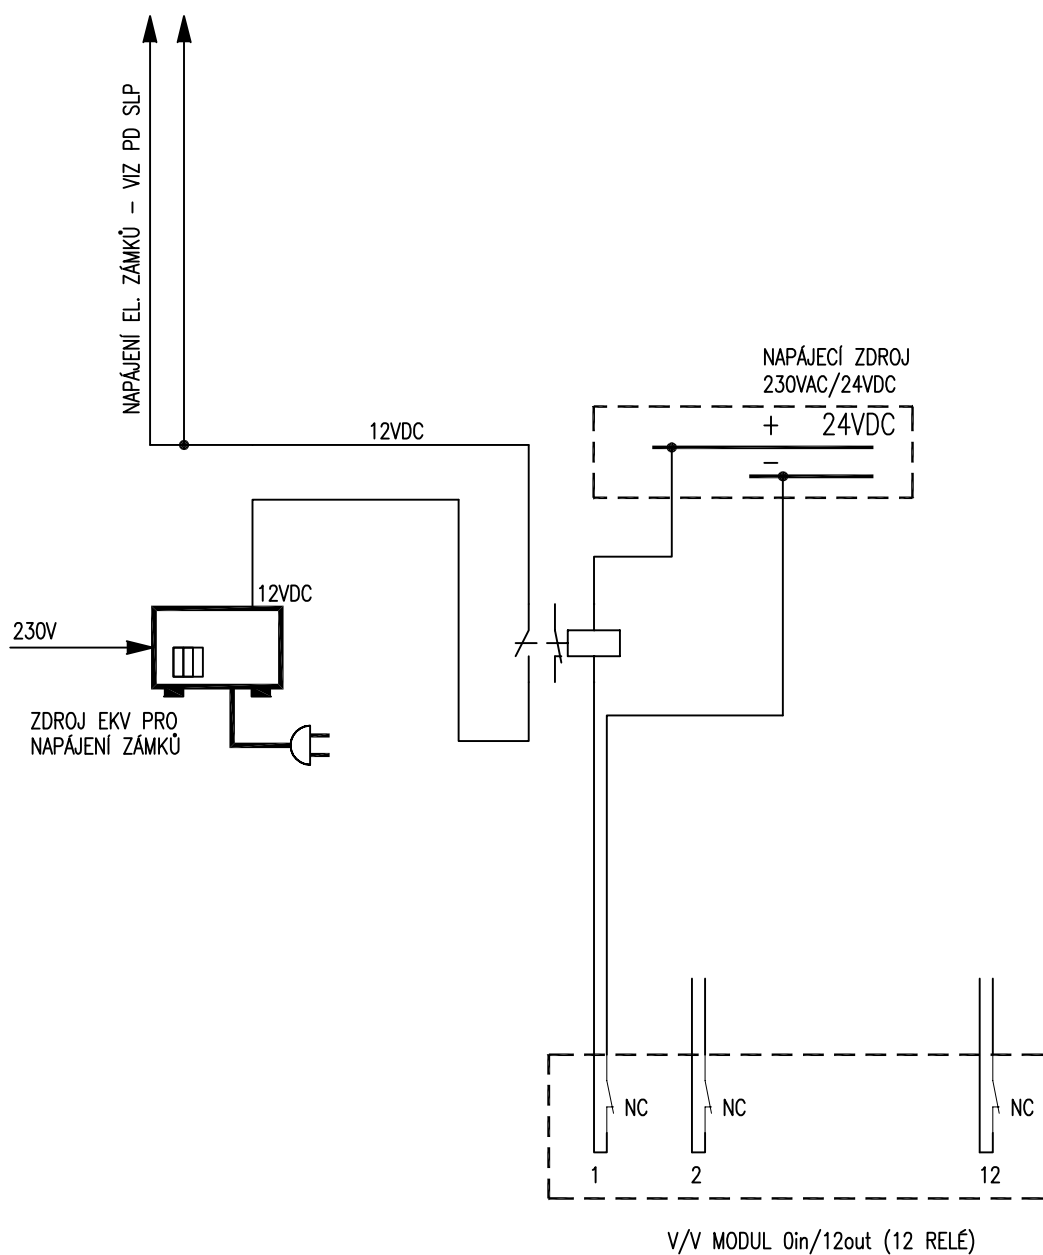 NAPÁJENÍ EL. ZÁMKŮ – VIZ PD SLP
NAPÁJECÍ ZDROJ
230VAC/24VDC
+ 24VDC
–
12VDC
12VDC
230V
ZDROJ EKV PRO
NAPÁJENÍ ZÁMKŮ
NC NC NC
1 2 12
V/V MODUL 0in/12out (12 RELÉ)